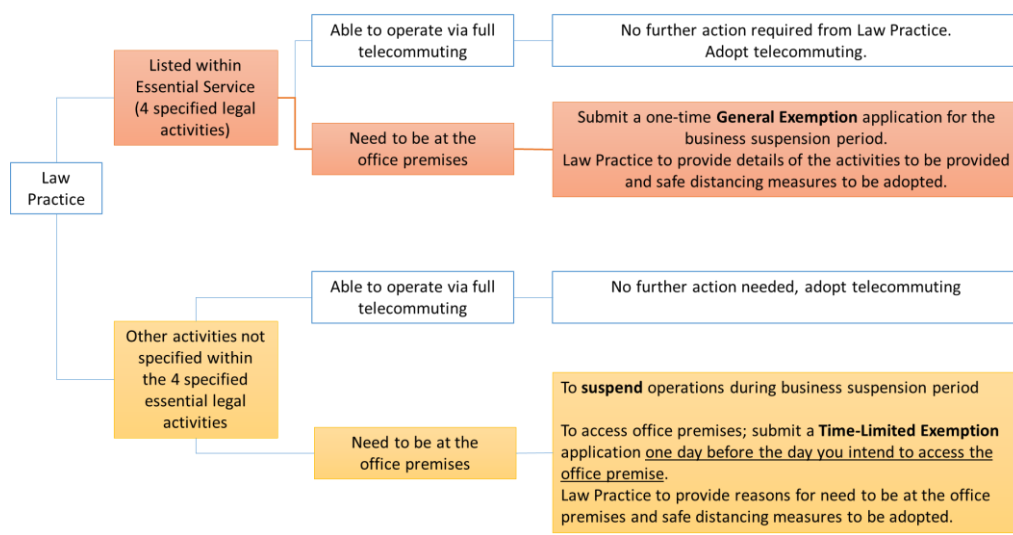 Law
Practice
Listed within
Essential Service
(4 specified legal
activities)
Able to operate via full
telecommuting
No further action required from Law Practice.
Adopt telecommuting.
Need to be at the
office premises
Submit a one-time General Exemption application for the
business suspension period.
Law Practice to provide details of the activities to be provided
and safe distancing measures to be adopted.
Other activities not
specified within
the 4 specified
essential legal
activities
Able to operate via full
telecommuting
No further action needed, adopt telecommuting
Need to be at the
office premises
To suspend operations during business suspension period
To access office premises; submit a Time-Limited Exemption
application one day before the day you intend to access the
office premise.
Law Practice to provide reasons for need to be at the office
premises and safe distancing measures to be adopted.